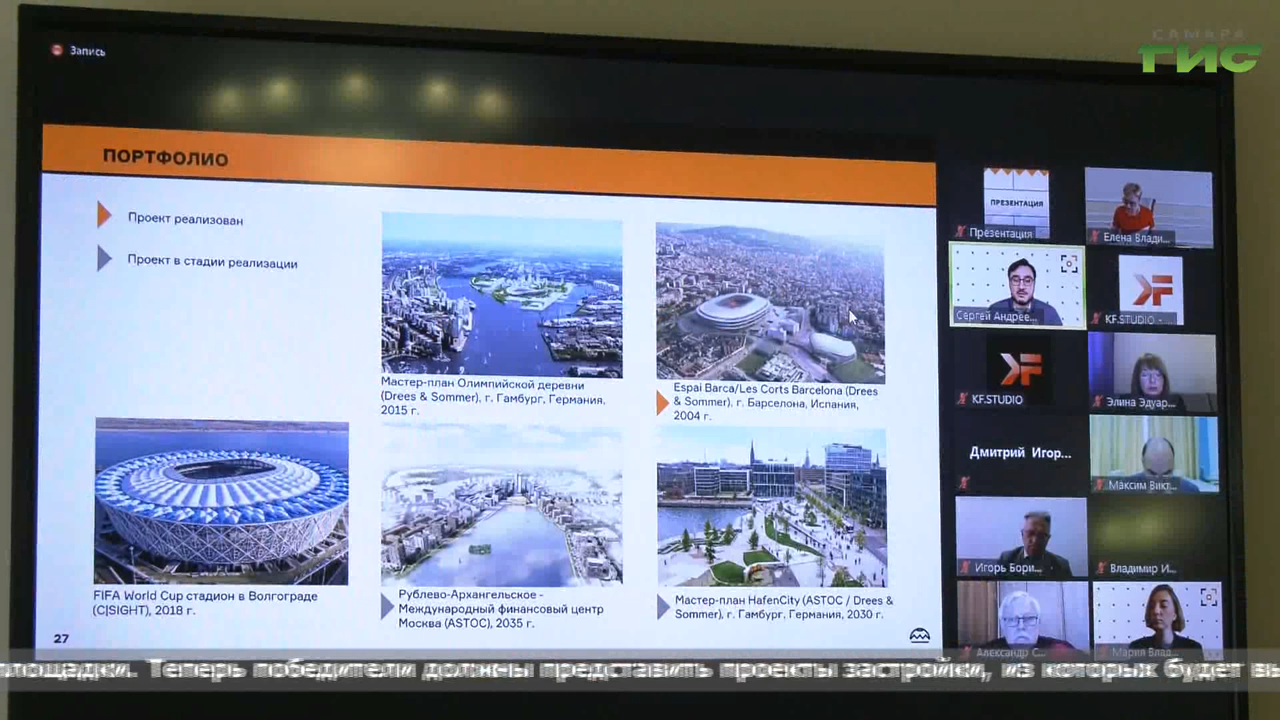 Запись
САМАРА
ГИС
ПОРТФОЛИО
Проект реализован
Проект в стадии реализации
Мастер-план Олимпийской деревни
(Drees & Sommer), г. Гамбург, Германия,
2015 г.
Espai Barca/Les Corts Barcelona (Drees
& Sommer), г. Барселона, Испания,
2004 г.
FIFA World Cup стадион в Волгограде
(C|SIGHT), 2018 г.
Рублево-Архангельское -
Международный финансовый центр
Москва (ASTOC), 2035 г.
Мастер-план HafenCity (ASTOC / Drees &
Sommer), г. Гамбург, Германия, 2030 г.
27
ПРЕЗЕНТАЦИЯ
Презентация
Елена Влади...
Сергей Андрее...
KF
KF.STUDIO - ...
KF
KF.STUDIO
Элина Эдуар...
Дмитрий Игор...
Максим Викт...
Игорь Бори...
Владимир И...
Александр С...
Мария Влад...
площадки. Теперь победители должны представить проекты застройки, из которых будет вы